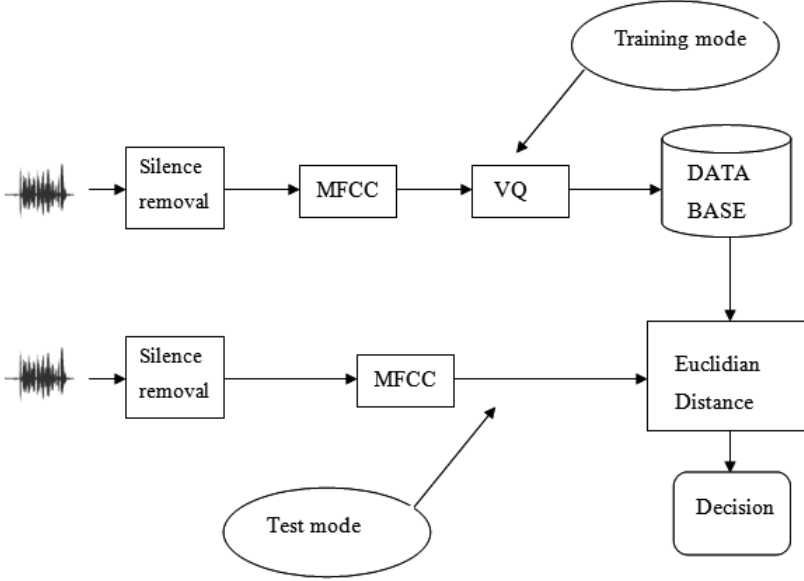 Training mode
Silence
removal
MFCC
VQ
DATA
BASE
Silence
removal
MFCC
Euclidian
Distance
Test mode
Decision